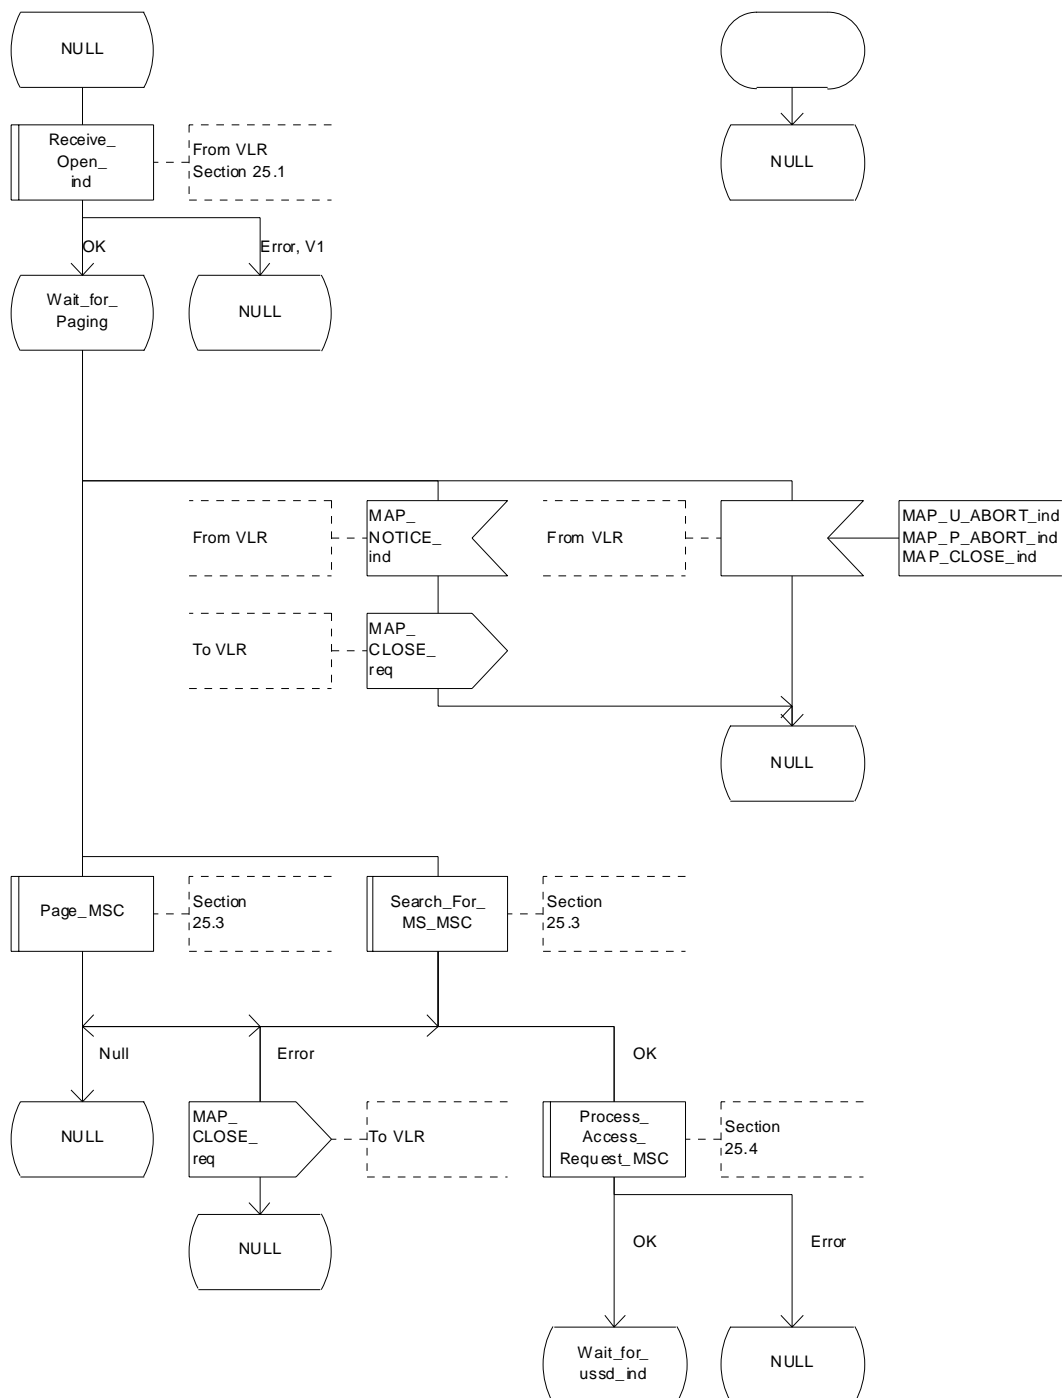 NULL
Receive_
Open_
ind
From VLR
Section 25.1
NULL
OK
Error, V1
Wait_for_
Paging
NULL
From VLR
MAP_
NOTICE_
ind
From VLR
MAP_U_ABORT_ind
MAP_P_ABORT_ind
MAP_CLOSE_ind
To VLR
MAP_
CLOSE_
req
NULL
Page_MSC
Section
25.3
Search_For_
MS_MSC
Section
25.3
Null
Error
OK
NULL
MAP_
CLOSE_
req
To VLR
Process_
Access_
Request_MSC
Section
25.4
NULL
OK
Error
Wait_for_
ussd_ind
NULL